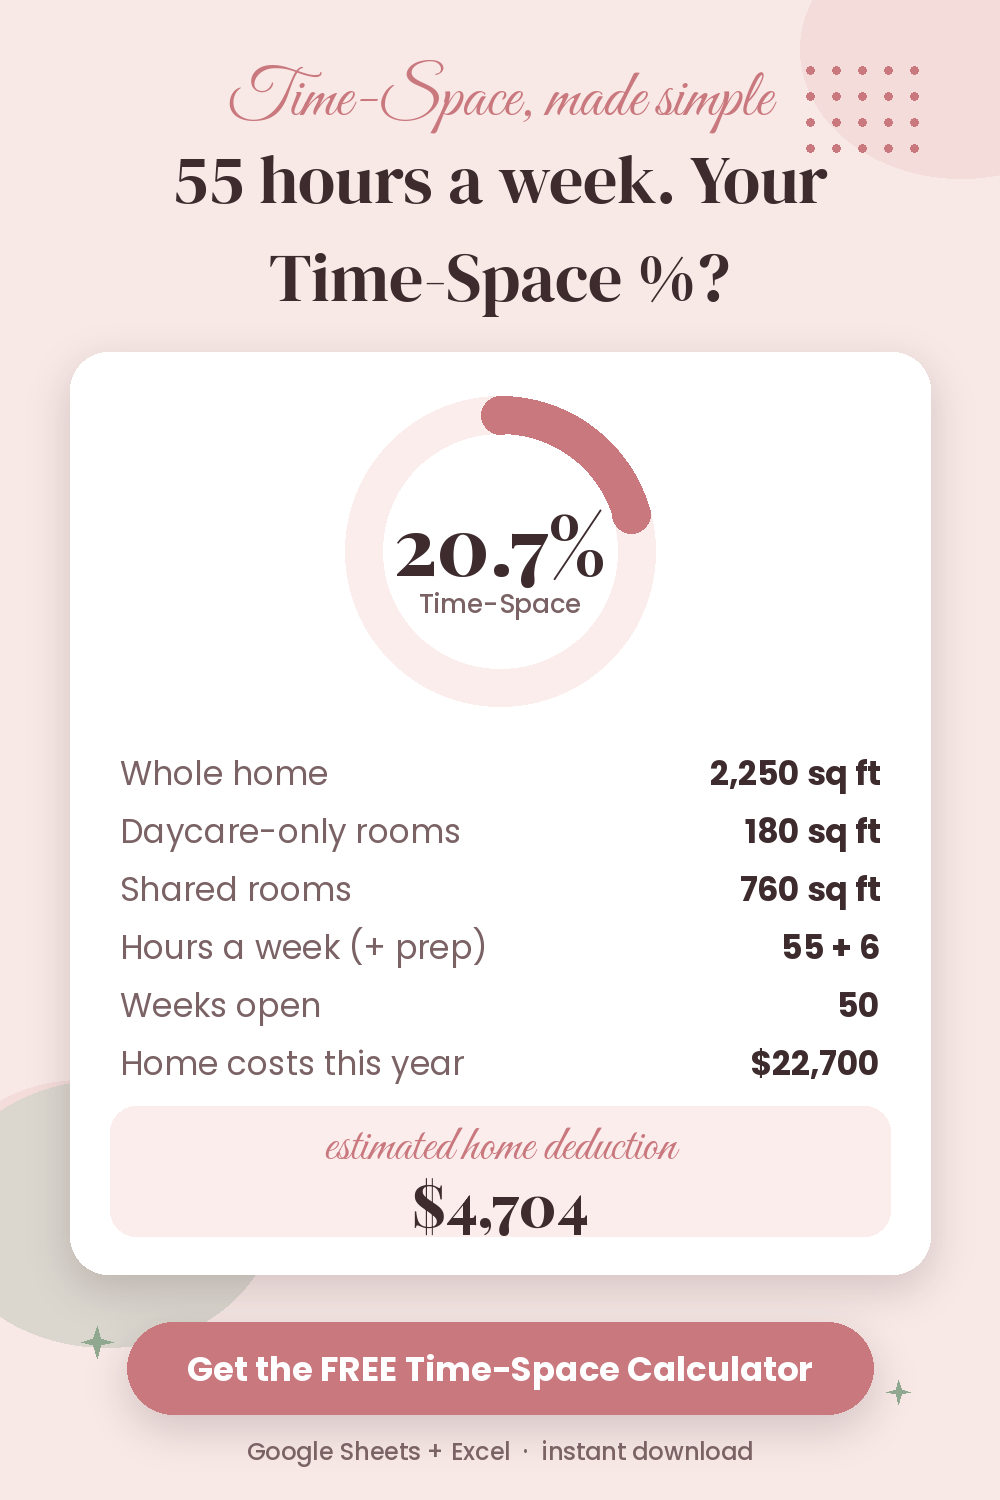 Time-Space, made simple
55 hours a week. Your
Time-Space %?
20.7%
Time-Space
Whole home 2,250 sq ft
Daycare-only rooms 180 sq ft
Shared rooms 760 sq ft
Hours a week (+ prep) 55 + 6
Weeks open 50
Home costs this year $22,700
estimated home deduction
$4,704
Get the FREE Time-Space Calculator
Google Sheets + Excel · instant download